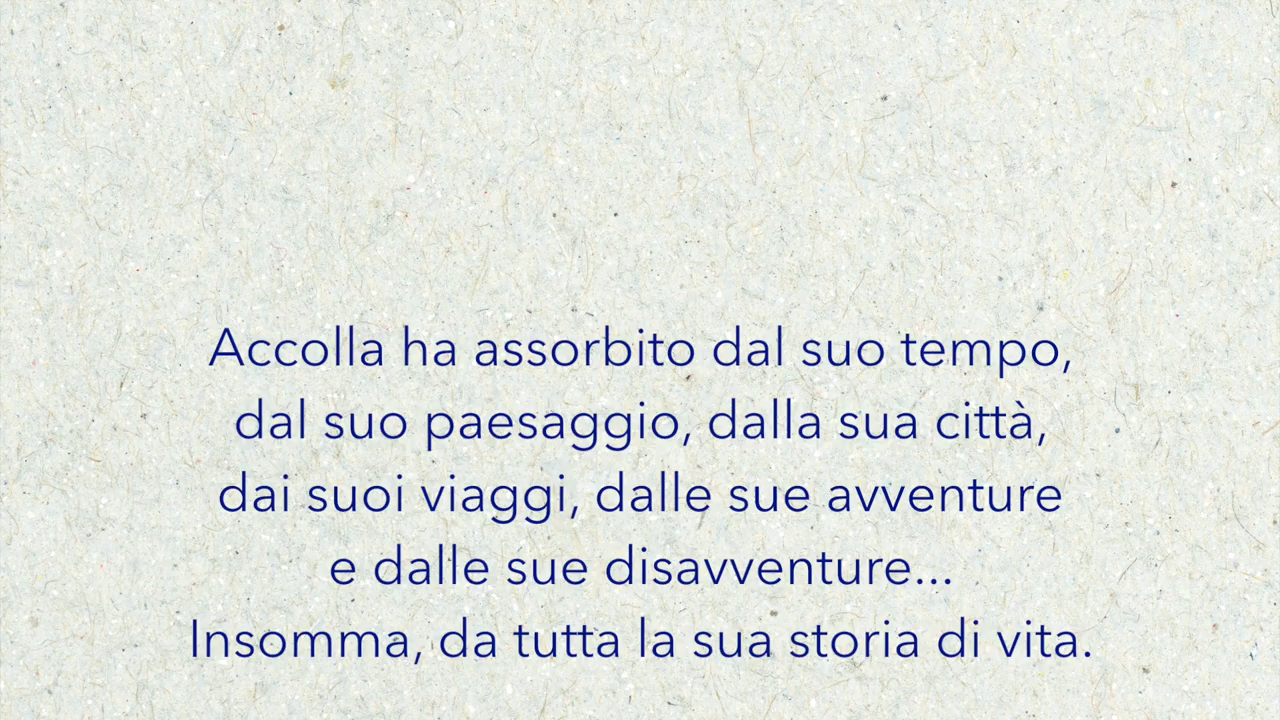 Accolla ha assorbito dal suo tempo,
dal suo paesaggio, dalla sua città,
dai suoi viaggi, dalle sue avventure
e dalle sue disavventure...
Insomma, da tutta la sua storia di vita.